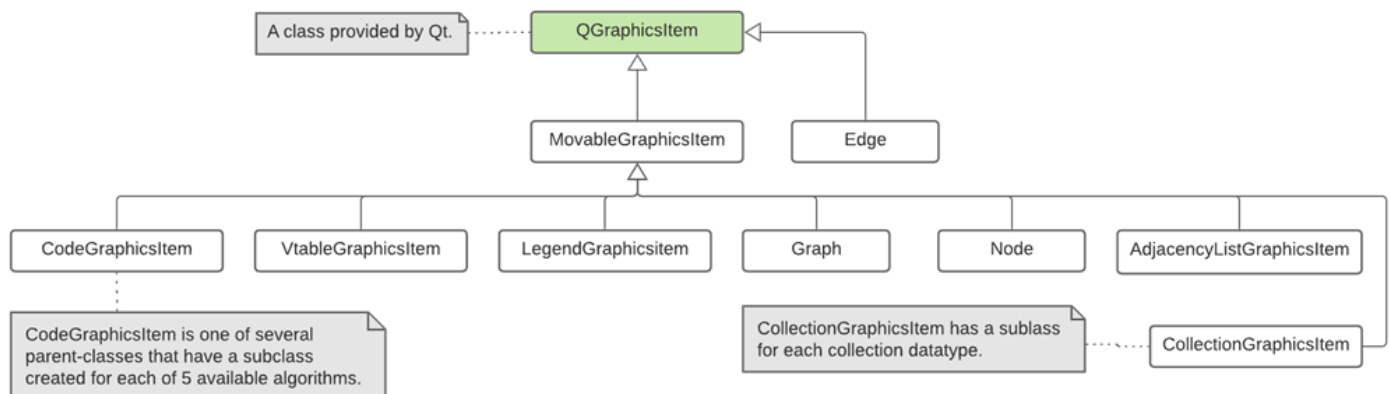 A class provided by Qt.
QGraphicsItem
MovableGraphicsItem
Edge
CodeGraphicsItem
VtableGraphicsItem
LegendGraphicsitem
Graph
Node
AdjacencyListGraphicsItem
CodeGraphicsItem is one of several
parent-classes that have a subclass
created for each of 5 available algorithms.
CollectionGraphicsItem has a sublass
for each collection datatype.
CollectionGraphicsItem